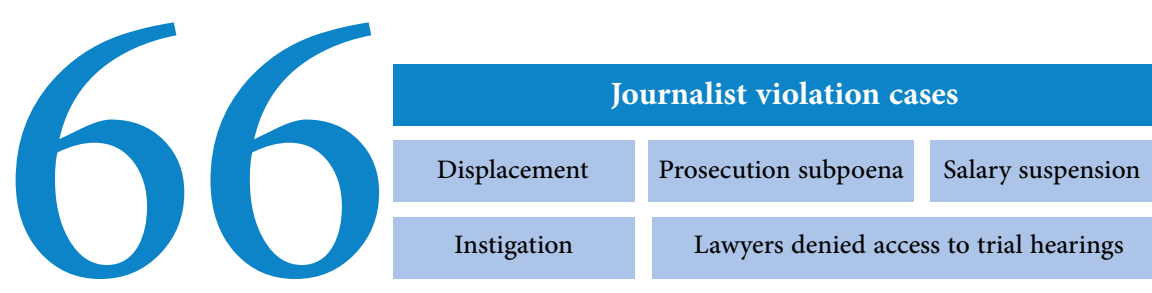 66
Journalist violation cases
Displacement
Prosecution subpoena
Salary suspension
Instigation
Lawyers denied access to trial hearings